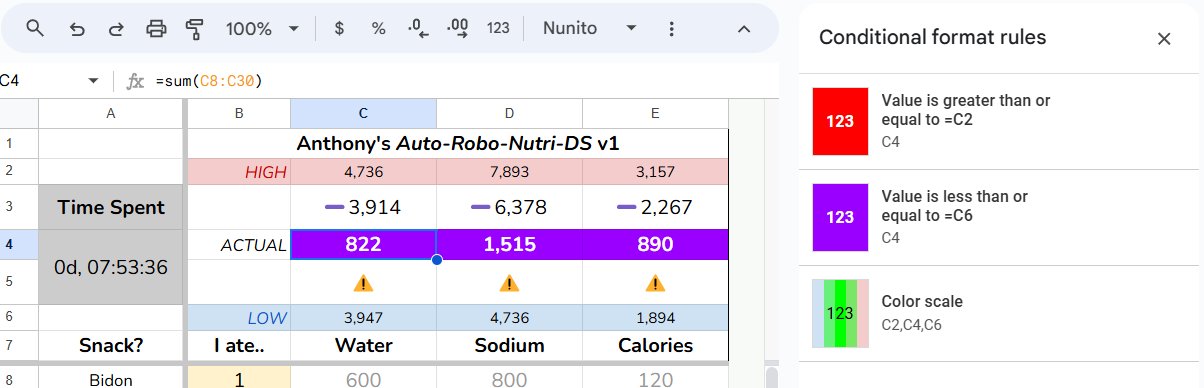 100% $ % .0 .00 123 Nunito
Conditional format rules
C4 fx =sum(C8:C30)
A B C D E
1 Anthony's Auto-Robo-Nutri-DS v1
2 HIGH 4,736 7,893 3,157
3 Time Spent 3,914 6,378 2,267
4 ACTUAL 822 1,515 890
0d, 07:53:36
5
6 LOW 3,947 4,736 1,894
7 Snack? I ate.. Water Sodium Calories
8 Bidon 1 600 800 120
123
Value is greater than or
equal to =C2
C4
123
Value is less than or
equal to =C6
C4
123
Color scale
C2,C4,C6